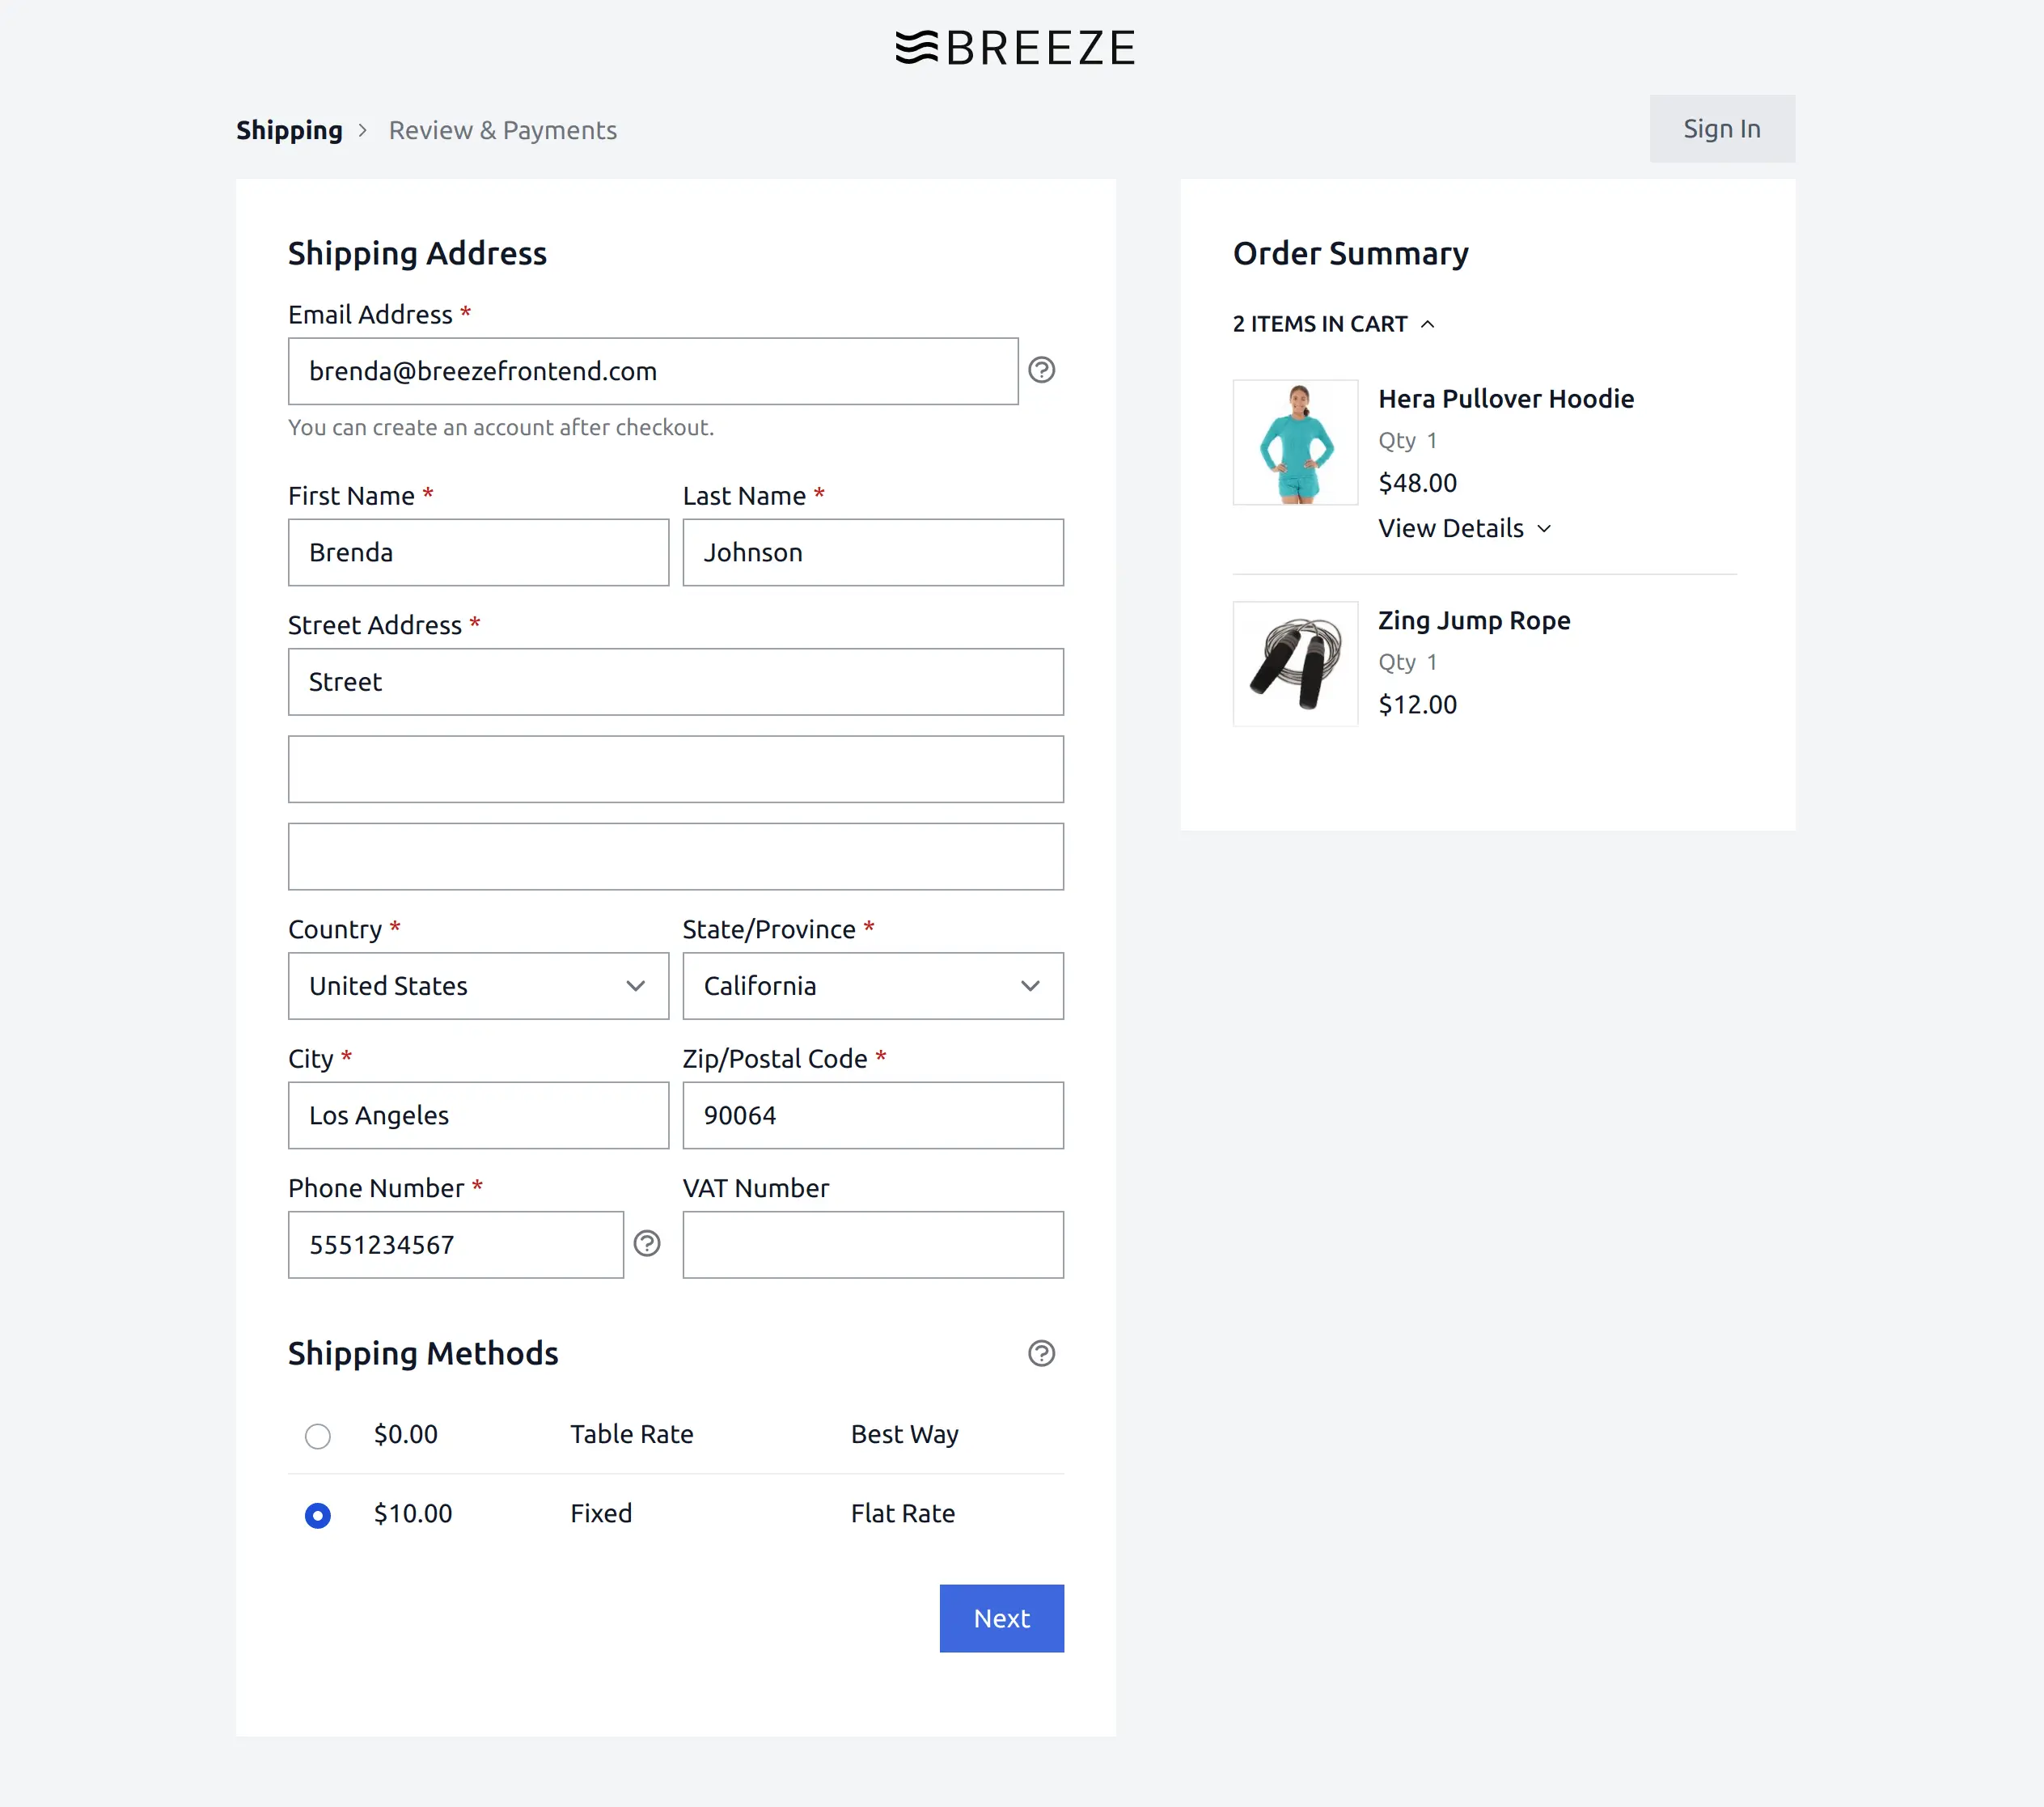 BREEZE
Shipping > Review & Payments
Sign In
Shipping Address
Email Address *
brenda@breezefrontend.com
You can create an account after checkout.
First Name *
Last Name *
Brenda
Johnson
Street Address *
Street
Country *
State/Province *
United States
California
City *
Zip/Postal Code *
Los Angeles
90064
Phone Number *
VAT Number
5551234567
Shipping Methods
$0.00 Table Rate Best Way
$10.00 Fixed Flat Rate
Next
Order Summary
2 ITEMS IN CART
Hera Pullover Hoodie
Qty 1
$48.00
View Details
Zing Jump Rope
Qty 1
$12.00